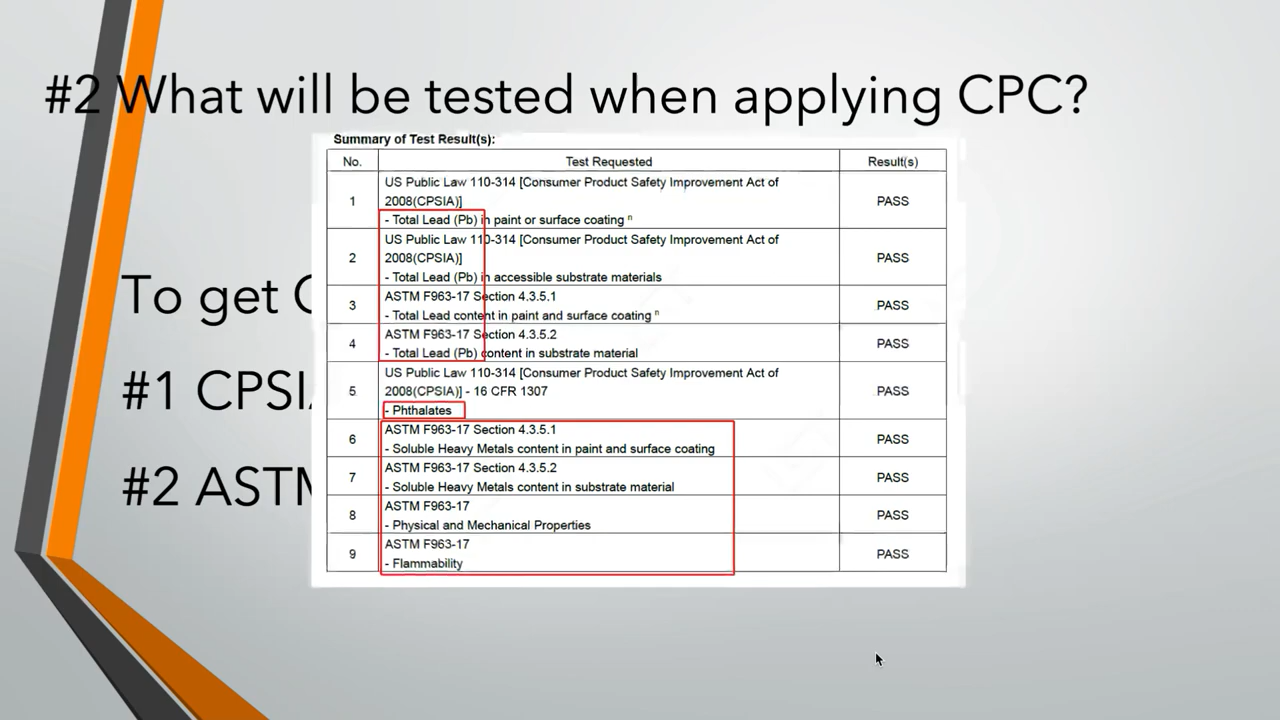 #2 What will be tested when applying CPC?
Summary of Test Result(s):
No. Test Requested Result(s)
1 US Public Law 110-314 [Consumer Product Safety Improvement Act of
2008(CPSIA)] PASS
- Total Lead (Pb) in paint or surface coating ⁿ
2 US Public Law 110-314 [Consumer Product Safety Improvement Act of
2008(CPSIA)] PASS
- Total Lead (Pb) in accessible substrate materials
3 ASTM F963-17 Section 4.3.5.1 PASS
- Total Lead content in paint and surface coating ⁿ
4 ASTM F963-17 Section 4.3.5.2 PASS
- Total Lead (Pb) content in substrate material
5 US Public Law 110-314 [Consumer Product Safety Improvement Act of
2008(CPSIA)] - 16 CFR 1307 PASS
- Phthalates
6 ASTM F963-17 Section 4.3.5.1 PASS
- Soluble Heavy Metals content in paint and surface coating
7 ASTM F963-17 Section 4.3.5.2 PASS
- Soluble Heavy Metals content in substrate material
8 ASTM F963-17 PASS
- Physical and Mechanical Properties
9 ASTM F963-17 PASS
- Flammability
To get
#1 CPSI
#2 ASTM